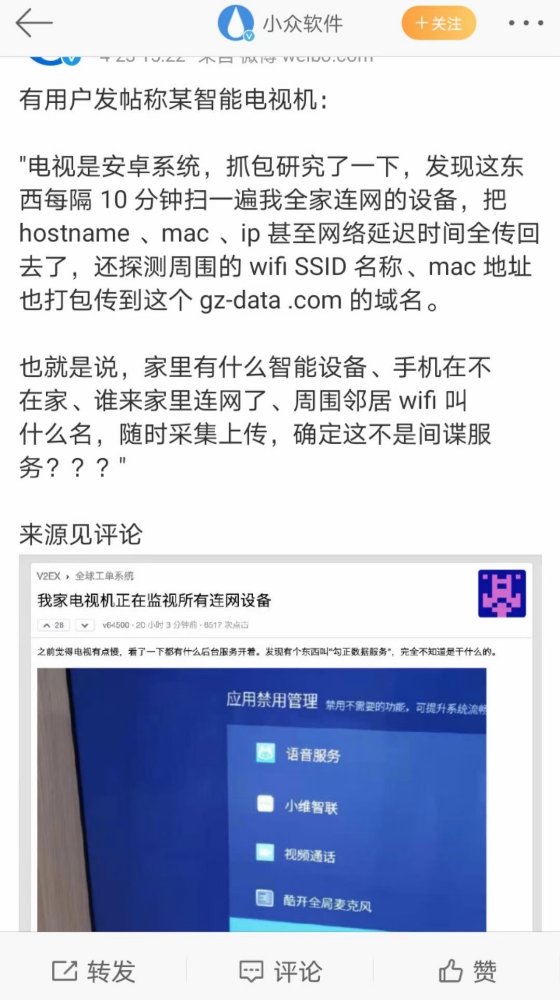 小众软件
+关注
4-25 15:22 来自 微博 weibo.com
有用户发帖称某智能电视机：
"电视是安卓系统，抓包研究了一下，发现这东
西每隔 10 分钟扫一遍我全家连网的设备，把
hostname 、mac 、ip 甚至网络延迟时间全传回
去了，还探测周围的 wifi SSID 名称、mac 地址
也打包传到这个 gz-data .com 的域名。
也就是说，家里有什么智能设备、手机在不
在家、谁来家里连网了、周围邻居 wifi 叫
什么名，随时采集上传，确定这不是间谍服
务？？？"
来源见评论
V2EX › 全球工单系统
我家电视机正在监视所有连网设备
28
v64500 · 20 小时 3 分钟前 · 6517 次点击
之前觉得电视有点慢，看了一下都有什么后台服务开着。发现有个东西叫“勾正数据服务”，完全不知道是干什么的。
应用禁用管理 禁用不需要的功能，可提升系统流畅
语音服务
小维智联
视频通话
酷开全局麦克风
转发
评论
赞